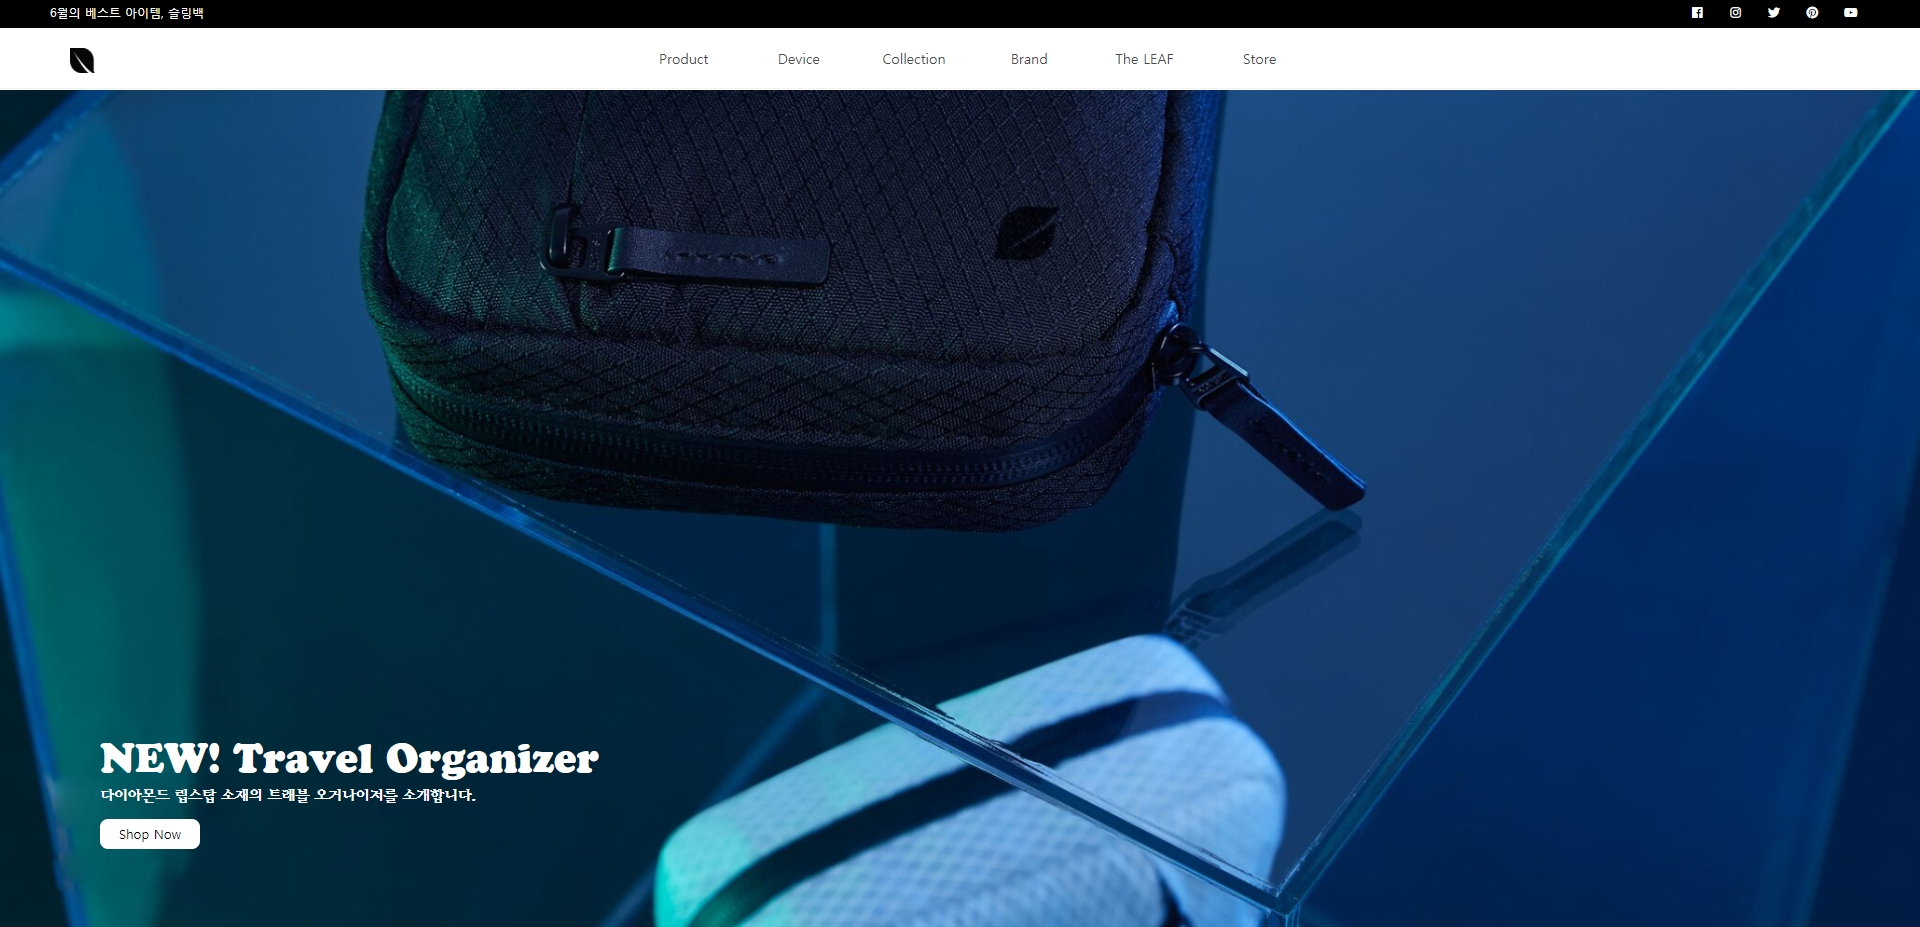 6월의 베스트 아이템, 슬링백
Product Device Collection Brand The LEAF Store
NEW! Travel Organizer
다이아몬드 립스탑 소재의 트래블 오거나이저를 소개합니다.
Shop Now